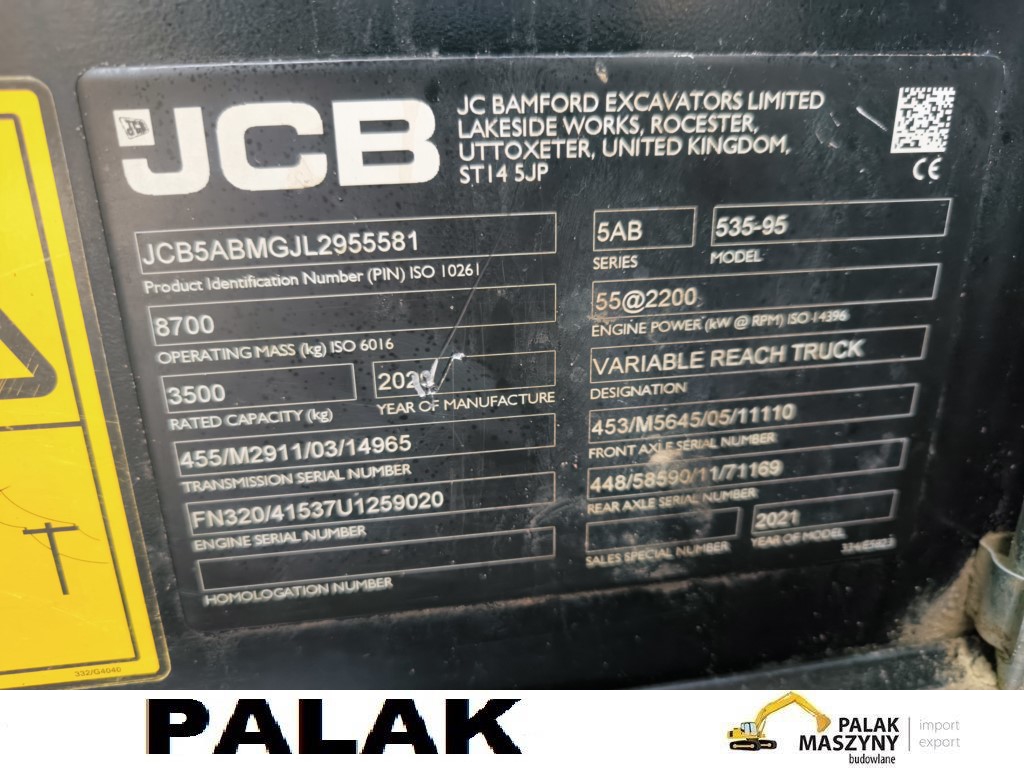 JCB
JC BAMFORD EXCAVATORS LIMITED
LAKESIDE WORKS, ROCESTER,
UTTOXETER, UNITED KINGDOM,
ST14 5JP
CE
JCB5ABMGJL2955581
Product Identification Number (PIN) ISO 10261
8700
OPERATING MASS (kg) ISO 6016
3500
RATED CAPACITY (kg)
YEAR OF MANUFACTURE
455/M2911/03/14965
TRANSMISSION SERIAL NUMBER
FN320/41537U1259020
ENGINE SERIAL NUMBER
HOMOLOGATION NUMBER
5AB
SERIES
535-95
MODEL
55@2200
ENGINE POWER (kW @ RPM) ISO 14396
VARIABLE REACH TRUCK
DESIGNATION
453/M5645/05/11110
FRONT AXLE SERIAL NUMBER
448/58590/11/71169
REAR AXLE SERIAL NUMBER
SALES SPECIAL NUMBER
2021
YEAR OF MODEL
332/G4040
PALAK
PALAK
MASZYNY
budowlane
import
export